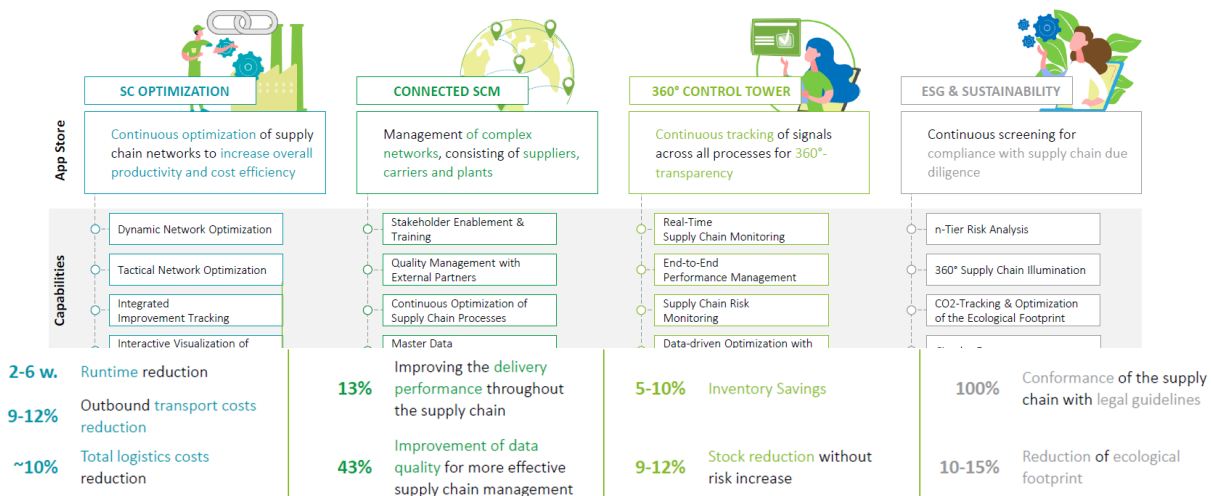 SC OPTIMIZATION
CONNECTED SCM
360° CONTROL TOWER
ESG & SUSTAINABILITY
App Store
Continuous optimization of supply
chain networks to increase overall
productivity and cost efficiency
Management of complex
networks, consisting of suppliers,
carriers and plants
Continuous tracking of signals
across all processes for 360°-
transparency
Continuous screening for
compliance with supply chain due
diligence
Capabilities
Dynamic Network Optimization
Tactical Network Optimization
Integrated
Improvement Tracking
Interactive Visualization of
Stakeholder Enablement &
Training
Quality Management with
External Partners
Continuous Optimization of
Supply Chain Processes
Master Data
Real-Time
Supply Chain Monitoring
End-to-End
Performance Management
Supply Chain Risk
Monitoring
Data-driven Optimization with
n-Tier Risk Analysis
360° Supply Chain Illumination
CO2-Tracking & Optimization
of the Ecological Footprint
2-6 w. Runtime reduction
9-12% Outbound transport costs
reduction
~10% Total logistics costs
reduction
13% Improving the delivery
performance throughout
the supply chain
43% Improvement of data
quality for more effective
supply chain management
5-10% Inventory Savings
9-12% Stock reduction without
risk increase
100% Conformance of the supply
chain with legal guidelines
10-15% Reduction of ecological
footprint